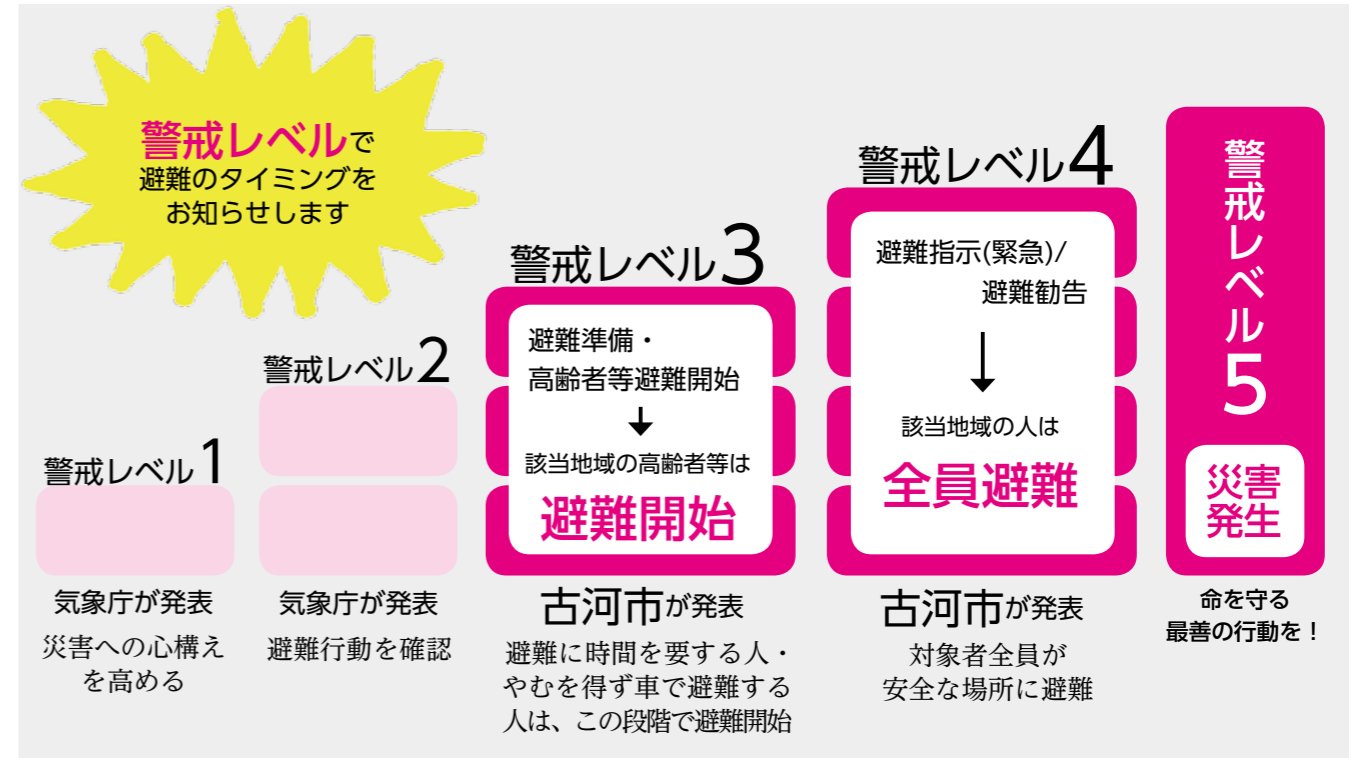 警戒レベルで
避難のタイミングを
お知らせします
警戒レベル1
気象庁が発表
災害への心構え
を高める
警戒レベル2
気象庁が発表
避難行動を確認
警戒レベル3
避難準備・
高齢者等避難開始
↓
該当地域の高齢者等は
避難開始
古河市が発表
避難に時間を要する人・
やむを得ず車で避難する
人は、この段階で避難開始
警戒レベル4
避難指示(緊急)/
避難勧告
↓
該当地域の人は
全員避難
古河市が発表
対象者全員が
安全な場所に避難
警戒レベル5
災害
発生
命を守る
最善の行動を!